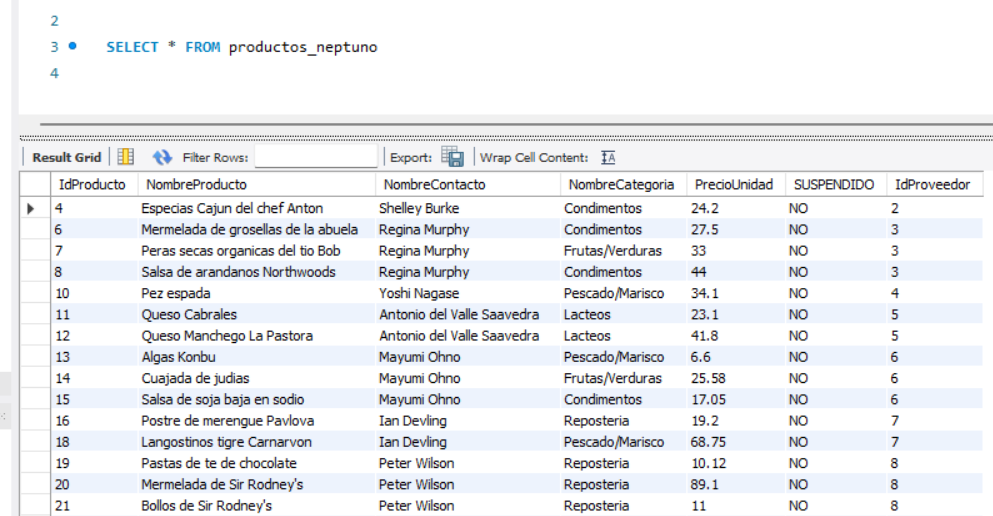 2
3 SELECT * FROM productos_neptuno
4
Result Grid Filter Rows: Export: Wrap Cell Content: IA
IdProducto NombreProducto NombreContacto NombreCategoria PrecioUnidad SUSPENDIDO IdProveedor
4 Especias Cajun del chef Anton Shelley Burke Condimentos 24.2 NO 2
6 Mermelada de grosellas de la abuela Regina Murphy Condimentos 27.5 NO 3
7 Peras secas organicas del tio Bob Regina Murphy Frutas/Verduras 33 NO 3
8 Salsa de arandanos Northwoods Regina Murphy Condimentos 44 NO 3
10 Pez espada Yoshi Nagase Pescado/Marisco 34.1 NO 4
11 Queso Cabrales Antonio del Valle Saavedra Lacteos 23.1 NO 5
12 Queso Manchego La Pastora Antonio del Valle Saavedra Lacteos 41.8 NO 5
13 Algas Konbu Mayumi Ohno Pescado/Marisco 6.6 NO 6
14 Cuajada de judias Mayumi Ohno Frutas/Verduras 25.58 NO 6
15 Salsa de soja baja en sodio Mayumi Ohno Condimentos 17.05 NO 6
16 Postre de merengue Pavlova Ian Devling Reposteria 19.2 NO 7
18 Langostinos tigre Carnarvon Ian Devling Pescado/Marisco 68.75 NO 7
19 Pastas de te de chocolate Peter Wilson Reposteria 10.12 NO 8
20 Mermelada de Sir Rodney's Peter Wilson Reposteria 89.1 NO 8
21 Bollos de Sir Rodney's Peter Wilson Reposteria 11 NO 8